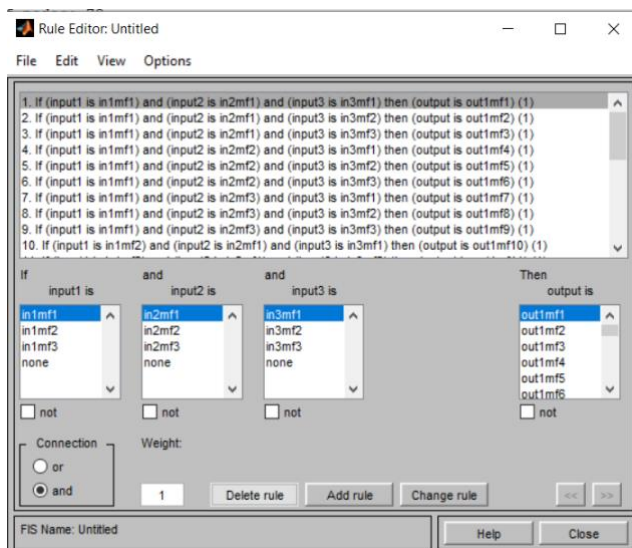 Rule Editor: Untitled
File Edit View Options
1. If (input1 is in1mf1) and (input2 is in2mf1) and (input3 is in3mf1) then (output is out1mf1) (1)
2. If (input1 is in1mf1) and (input2 is in2mf1) and (input3 is in3mf2) then (output is out1mf2) (1)
3. If (input1 is in1mf1) and (input2 is in2mf1) and (input3 is in3mf3) then (output is out1mf3) (1)
4. If (input1 is in1mf1) and (input2 is in2mf2) and (input3 is in3mf1) then (output is out1mf4) (1)
5. If (input1 is in1mf1) and (input2 is in2mf2) and (input3 is in3mf2) then (output is out1mf5) (1)
6. If (input1 is in1mf1) and (input2 is in2mf2) and (input3 is in3mf3) then (output is out1mf6) (1)
7. If (input1 is in1mf1) and (input2 is in2mf3) and (input3 is in3mf1) then (output is out1mf7) (1)
8. If (input1 is in1mf1) and (input2 is in2mf3) and (input3 is in3mf2) then (output is out1mf8) (1)
9. If (input1 is in1mf1) and (input2 is in2mf3) and (input3 is in3mf3) then (output is out1mf9) (1)
10. If (input1 is in1mf2) and (input2 is in2mf1) and (input3 is in3mf1) then (output is out1mf10) (1)
If and and Then
input1 is input2 is input3 is output is
in1mf1 in2mf1 in3mf1 out1mf1
in1mf2 in2mf2 in3mf2 out1mf2
in1mf3 in2mf3 in3mf3 out1mf3
none none none out1mf4
out1mf5
out1mf6
not not not not
Connection Weight:
or
and 1 Delete rule Add rule Change rule << >>
FIS Name: Untitled Help Close